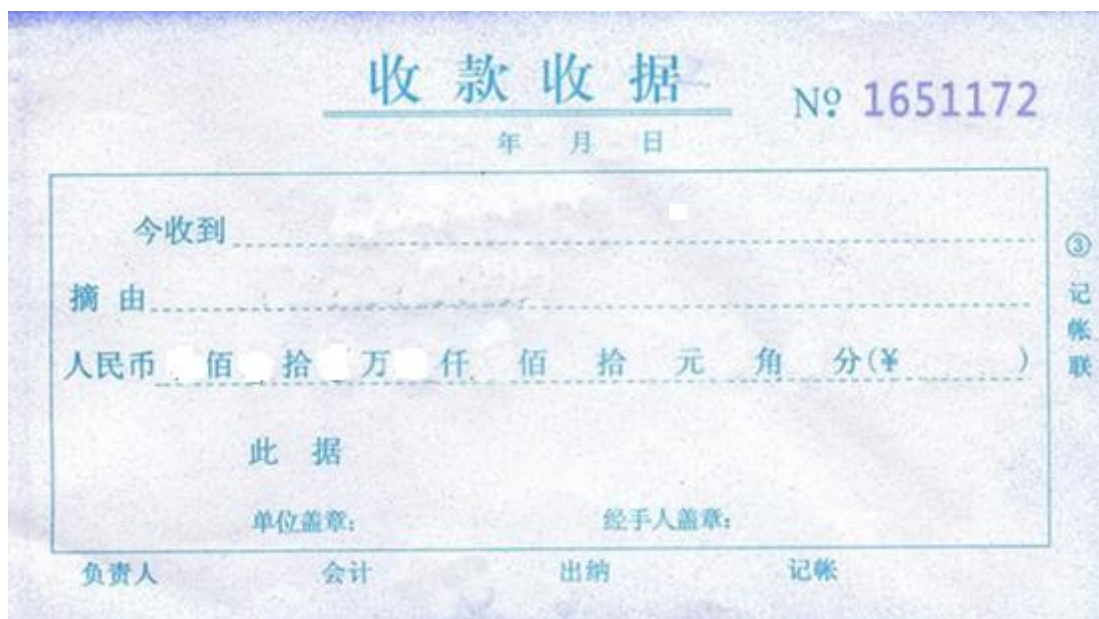 收款收据
№ 1651172
年 月 日
今收到
摘由
人民币 佰 拾 万 仟 佰 拾 元 角 分(¥ )
此据
单位盖章: 经手人盖章:
负责人 会计 出纳 记帐
③记帐联